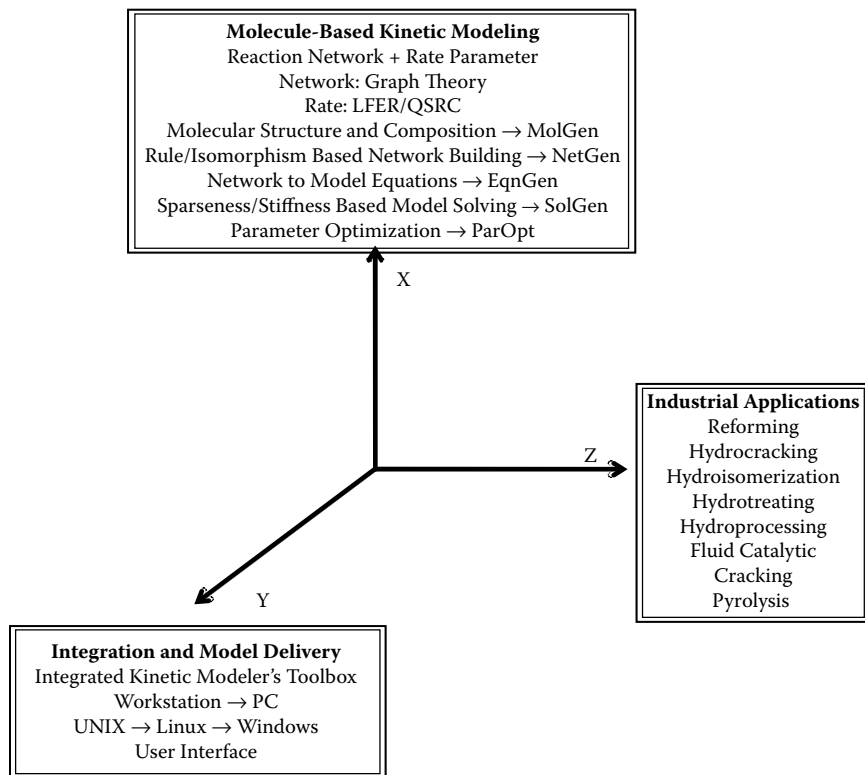 Molecule-Based Kinetic Modeling
Reaction Network + Rate Parameter
Network: Graph Theory
Rate: LFER/QSRC
Molecular Structure and Composition → MolGen
Rule/Isomorphism Based Network Building → NetGen
Network to Model Equations → EqnGen
Sparseness/Stiffness Based Model Solving → SolGen
Parameter Optimization → ParOpt
X
Z
Industrial Applications
Reforming
Hydrocracking
Hydroisomerization
Hydrotreating
Hydroprocessing
Fluid Catalytic
Cracking
Pyrolysis
Y
Integration and Model Delivery
Integrated Kinetic Modeler's Toolbox
Workstation → PC
UNIX → Linux → Windows
User Interface